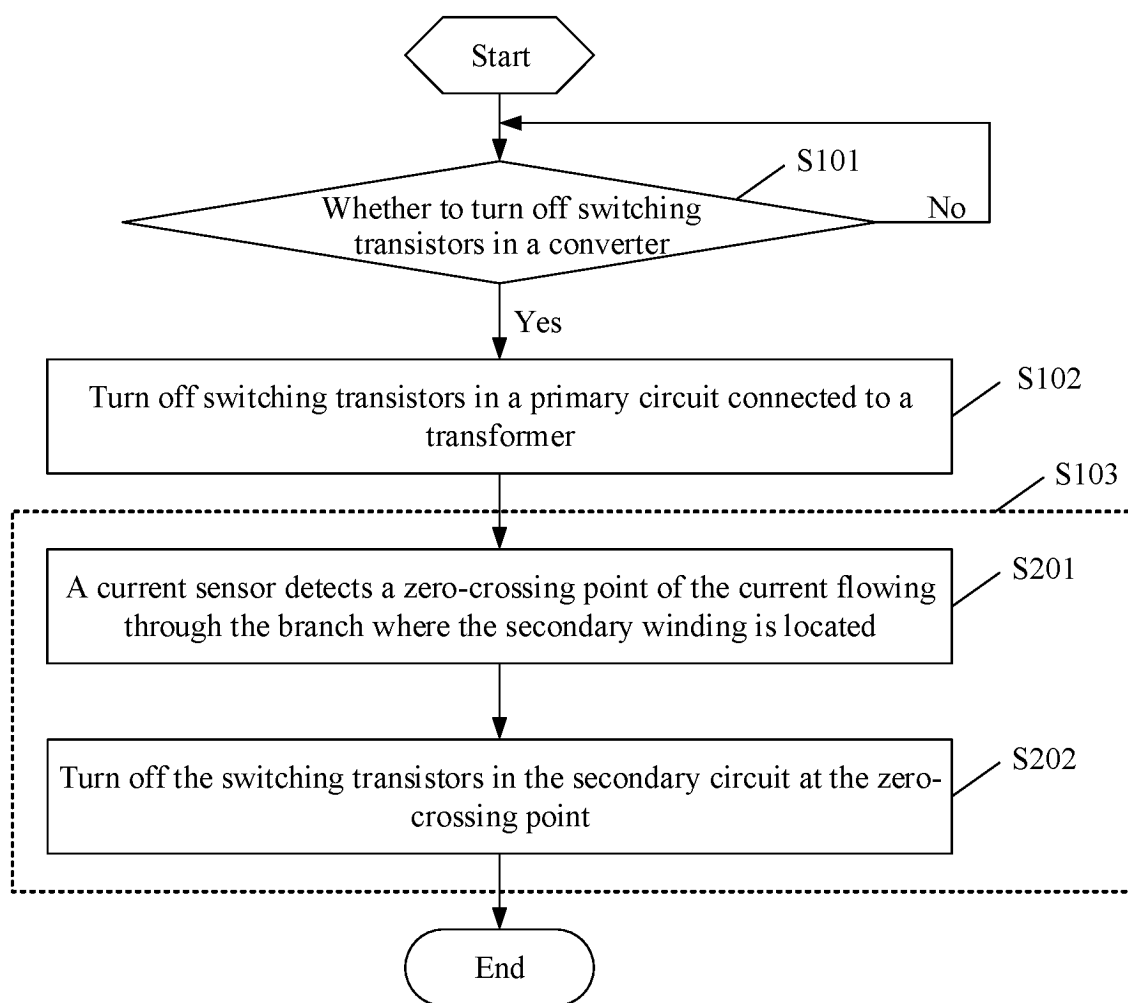 Start
S101
Whether to turn off switching
transistors in a converter
No
Yes
S102
Turn off switching transistors in a primary circuit connected to a
transformer
S103
S201
A current sensor detects a zero-crossing point of the current flowing
through the branch where the secondary winding is located
S202
Turn off the switching transistors in the secondary circuit at the zero-
crossing point
End